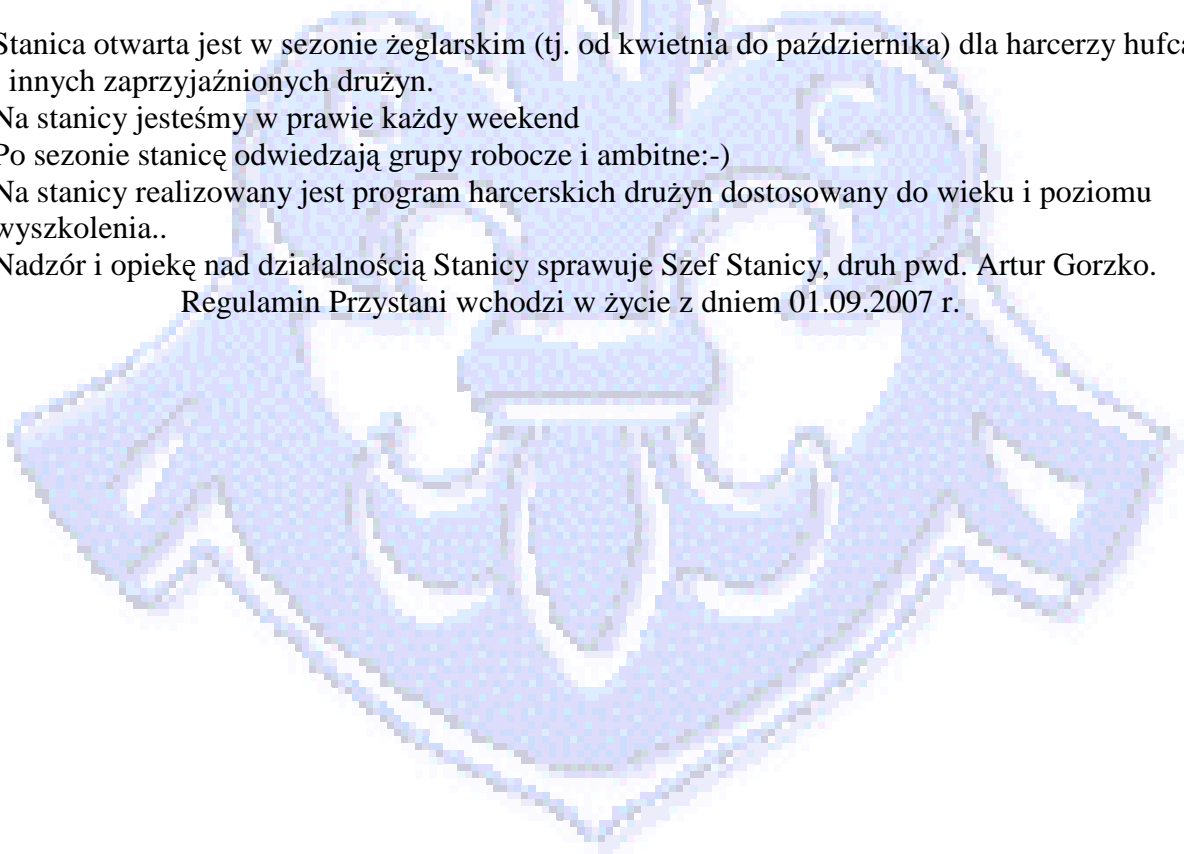 Stanica otwarta jest w sezonie żeglarskim (tj. od kwietnia do października) dla harcerzy hufca
innych zaprzyjaźnionych drużyn.
Na stanicy jesteśmy w prawie każdy weekend
Po sezonie stanicę odwiedzają grupy robocze i ambitne:-)
Na stanicy realizowany jest program harcerskich drużyn dostosowany do wieku i poziomu
wyszkolenia..
Nadzór i opiekę nad działalnością Stanicy sprawuje Szef Stanicy, druh pwd. Artur Gorzko.
Regulamin Przystani wchodzi w życie z dniem 01.09.2007 r.